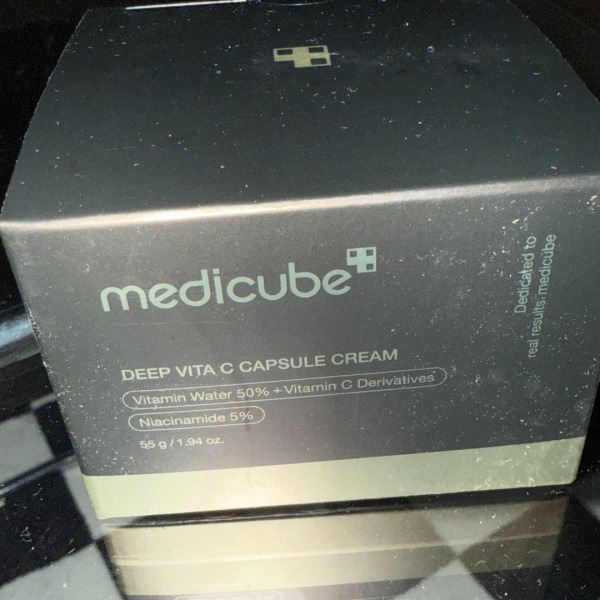 medicube
DEEP VITA C CAPSULE CREAM
Vitamin Water 50% + Vitamin C Derivatives
Niacinamide 5%
55 g / 1.94 oz.
Dedicated to
real results, medicube